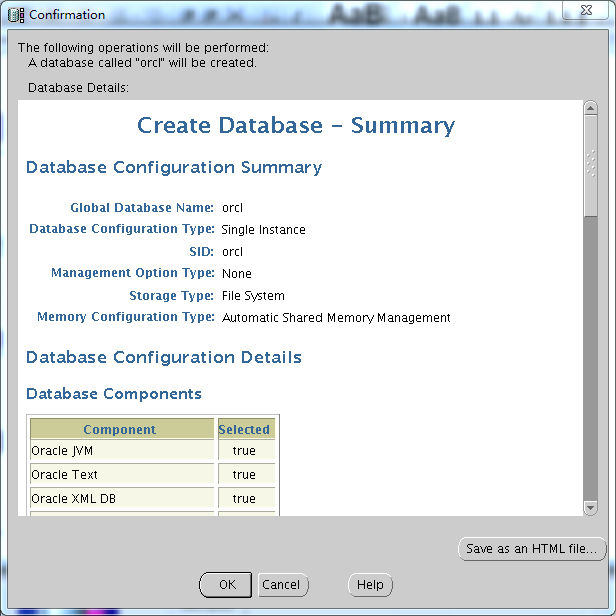 Confirmation
The following operations will be performed:
A database called "orcl" will be created.
Database Details:
Create Database - Summary
Database Configuration Summary
Global Database Name: orcl
Database Configuration Type: Single Instance
SID: orcl
Management Option Type: None
Storage Type: File System
Memory Configuration Type: Automatic Shared Memory Management
Database Configuration Details
Database Components
Component Selected
Oracle JVM true
Oracle Text true
Oracle XML DB true
Save as an HTML file...
OK Cancel Help